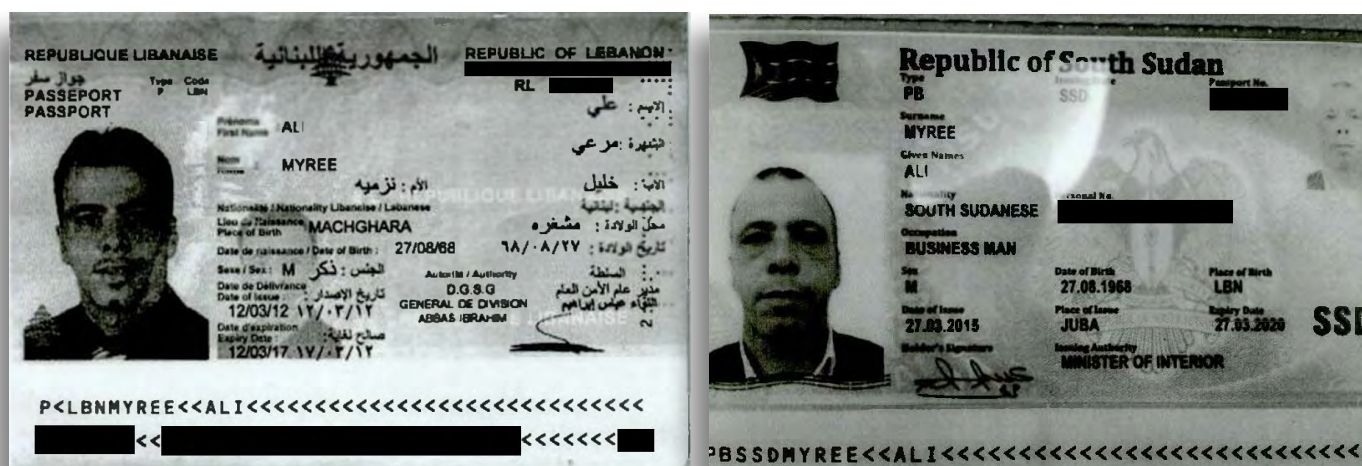 REPUBLIQUE LIBANAISE الجمهورية اللبنانية REPUBLIC OF LEBANON
جواز سفر Type Code RL
PASSEPORT P LBN
PASSPORT
الاسم : علي
Prénoms
First Name ALI
الشهرة : مرعي
Nom MYREE
الأم : نزميه الاب : خليل
Nationalité / Nationality Libanaise / Lebanese الجنسية : لبنانية
Lieu de Naissance
Place of Birth MACHGHARA محل الولادة : مشغره
Date de naissance / Date of Birth : 27/08/68 تاريخ الولادة : ٦٨/٠٨/٢٧
Sexe / Sex : M الجنس : ذكر Autorité / Authority السلطة
Date de Délivrance
Date of Issue : 12/03/12 تاريخ الاصدار : ١٢/٠٣/١٢
D.G.S.G مدير عام الأمن العام
GENERAL DE DIVISION اللواء عباس إبراهيم
ABBAS IBRAHIM
Date d'expiration
Expiry Date 12/03/17 صالح لغاية : ١٧/٠٣/١٢
P<LBNMYREE<<ALI<<<<<<<<<<<<<<<<<<<<<<<<<<<<<
<< <<<<<<<
Republic of South Sudan
Type Passport No.
PB SSD
Surname
MYREE
Given Names
ALI
Nationality Personal No.
SOUTH SUDANESE
Occupation
BUSINESS MAN
Sex Date of Birth Place of Birth
M 27.08.1968 LBN
Date of Issue Place of Issue Expiry Date
27.03.2015 JUBA 27.03.2020
Holder's Signature Issuing Authority
MINISTER OF INTERIOR
PBSSDMYREE<<ALI<<<<<<<<<<<<<<<<<<<<<<<<<<<<